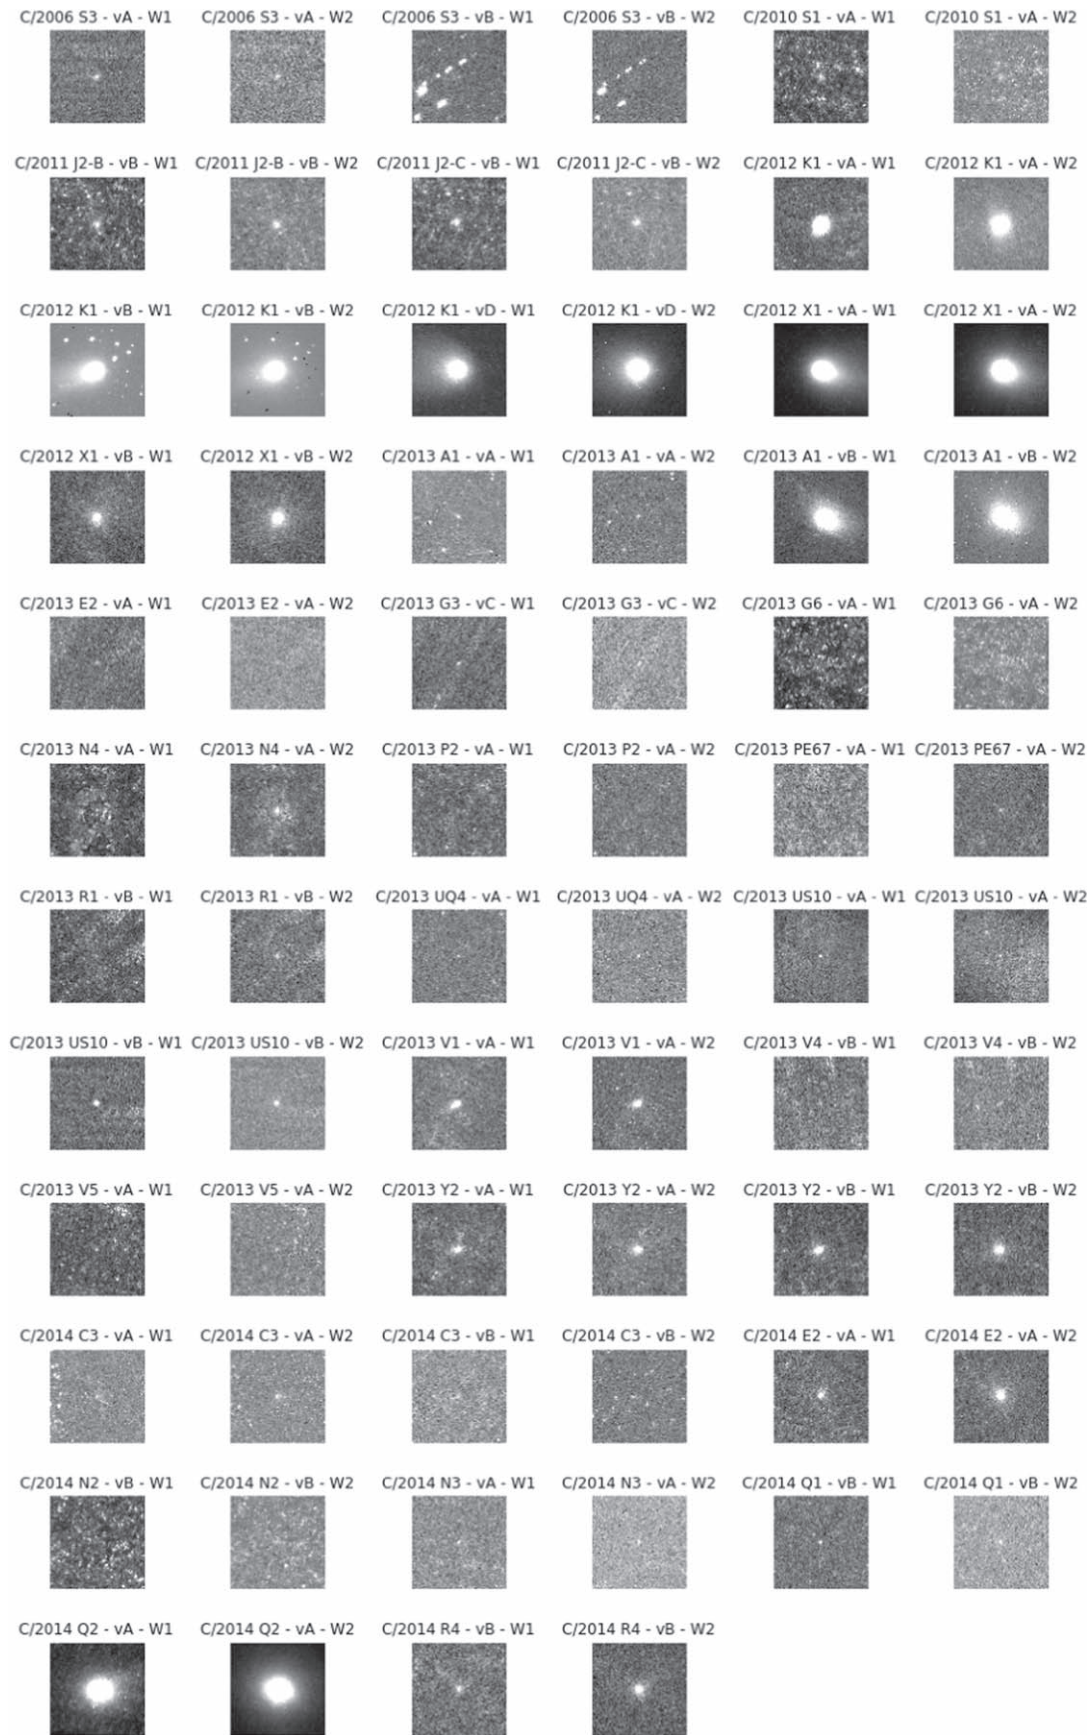 C/2006 S3 - vA - W1 C/2006 S3 - vA - W2 C/2006 S3 - vB - W1 C/2006 S3 - vB - W2 C/2010 S1 - vA - W1 C/2010 S1 - vA - W2
C/2011 J2-B - vB - W1 C/2011 J2-B - vB - W2 C/2011 J2-C - vB - W1 C/2011 J2-C - vB - W2 C/2012 K1 - vA - W1 C/2012 K1 - vA - W2
C/2012 K1 - vB - W1 C/2012 K1 - vB - W2 C/2012 K1 - vD - W1 C/2012 K1 - vD - W2 C/2012 X1 - vA - W1 C/2012 X1 - vA - W2
C/2012 X1 - vB - W1 C/2012 X1 - vB - W2 C/2013 A1 - vA - W1 C/2013 A1 - vA - W2 C/2013 A1 - vB - W1 C/2013 A1 - vB - W2
C/2013 E2 - vA - W1 C/2013 E2 - vA - W2 C/2013 G3 - vC - W1 C/2013 G3 - vC - W2 C/2013 G6 - vA - W1 C/2013 G6 - vA - W2
C/2013 N4 - vA - W1 C/2013 N4 - vA - W2 C/2013 P2 - vA - W1 C/2013 P2 - vA - W2 C/2013 PE67 - vA - W1 C/2013 PE67 - vA - W2
C/2013 R1 - vB - W1 C/2013 R1 - vB - W2 C/2013 UQ4 - vA - W1 C/2013 UQ4 - vA - W2 C/2013 US10 - vA - W1 C/2013 US10 - vA - W2
C/2013 US10 - vB - W1 C/2013 US10 - vB - W2 C/2013 V1 - vA - W1 C/2013 V1 - vA - W2 C/2013 V4 - vB - W1 C/2013 V4 - vB - W2
C/2013 V5 - vA - W1 C/2013 V5 - vA - W2 C/2013 Y2 - vA - W1 C/2013 Y2 - vA - W2 C/2013 Y2 - vB - W1 C/2013 Y2 - vB - W2
C/2014 C3 - vA - W1 C/2014 C3 - vA - W2 C/2014 C3 - vB - W1 C/2014 C3 - vB - W2 C/2014 E2 - vA - W1 C/2014 E2 - vA - W2
C/2014 N2 - vB - W1 C/2014 N2 - vB - W2 C/2014 N3 - vA - W1 C/2014 N3 - vA - W2 C/2014 Q1 - vB - W1 C/2014 Q1 - vB - W2
C/2014 Q2 - vA - W1 C/2014 Q2 - vA - W2 C/2014 R4 - vB - W1 C/2014 R4 - vB - W2